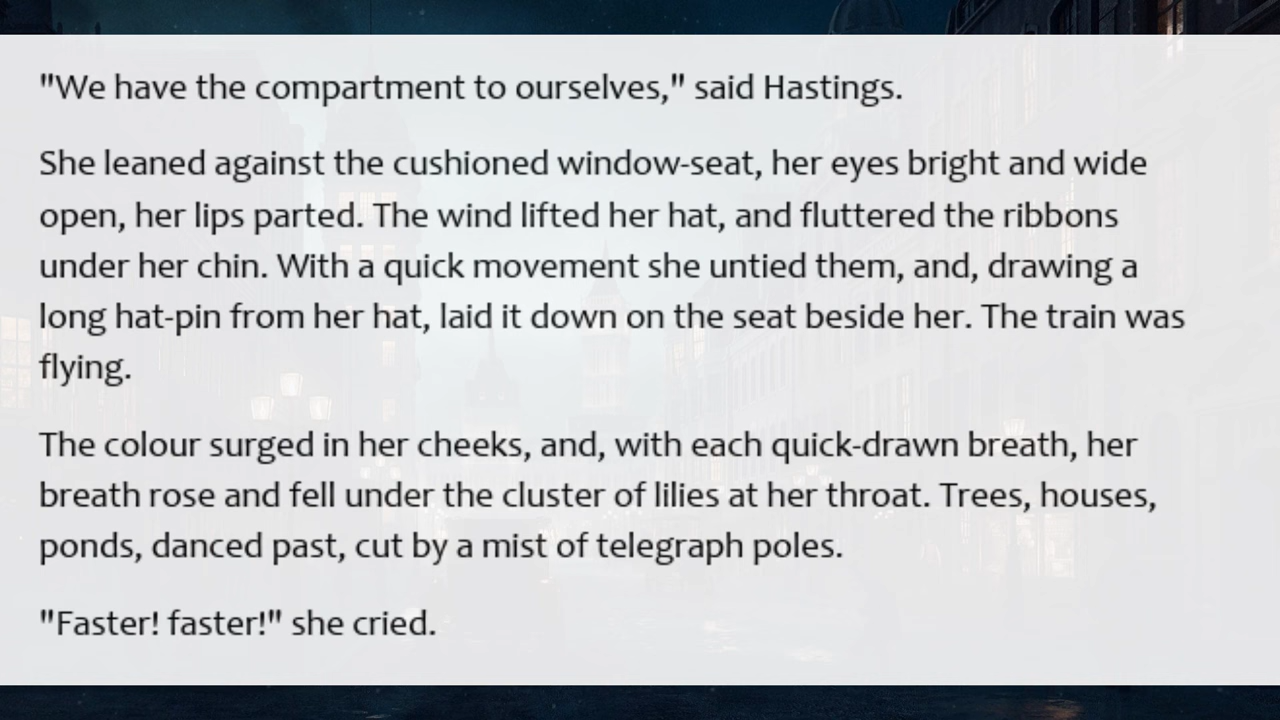 "We have the compartment to ourselves," said Hastings.
She leaned against the cushioned window-seat, her eyes bright and wide
open, her lips parted. The wind lifted her hat, and fluttered the ribbons
under her chin. With a quick movement she untied them, and, drawing a
long hat-pin from her hat, laid it down on the seat beside her. The train was
flying.
The colour surged in her cheeks, and, with each quick-drawn breath, her
breath rose and fell under the cluster of lilies at her throat. Trees, houses,
ponds, danced past, cut by a mist of telegraph poles.
"Faster! faster!" she cried.